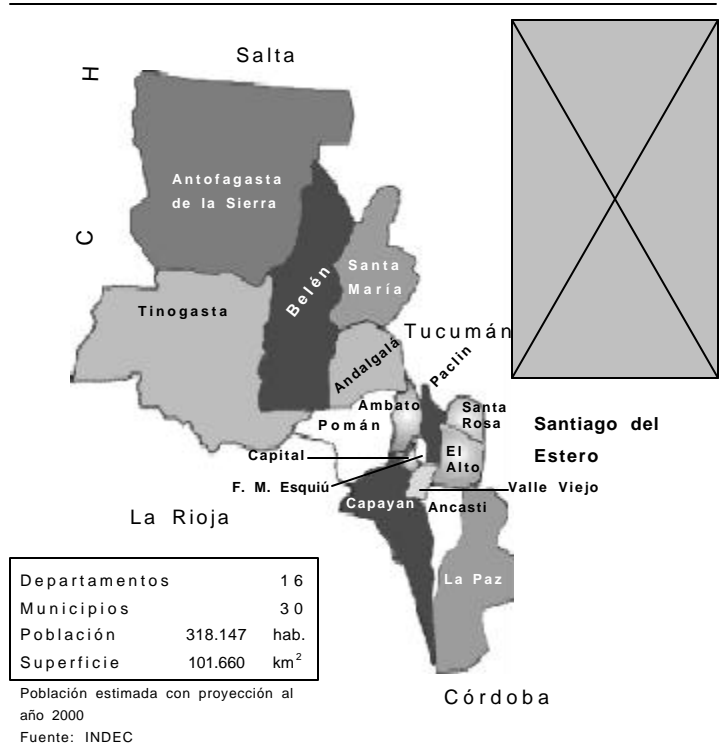 Salta
H
C
Antofagasta
de la Sierra
Belén
Santa
María
Tinogasta
Tucumán
Andalgalá
Paclin
Ambato
Santa
Rosa
Pomán
Santiago del
Estero
Capital
El
Alto
F. M. Esquiú
Valle Viejo
Capayan
Ancasti
La Rioja
La Paz
Departamentos 16
Municipios 30
Población 318.147 hab.
Superficie 101.660 km²
Población estimada con proyección al
año 2000
Fuente: INDEC
Córdoba